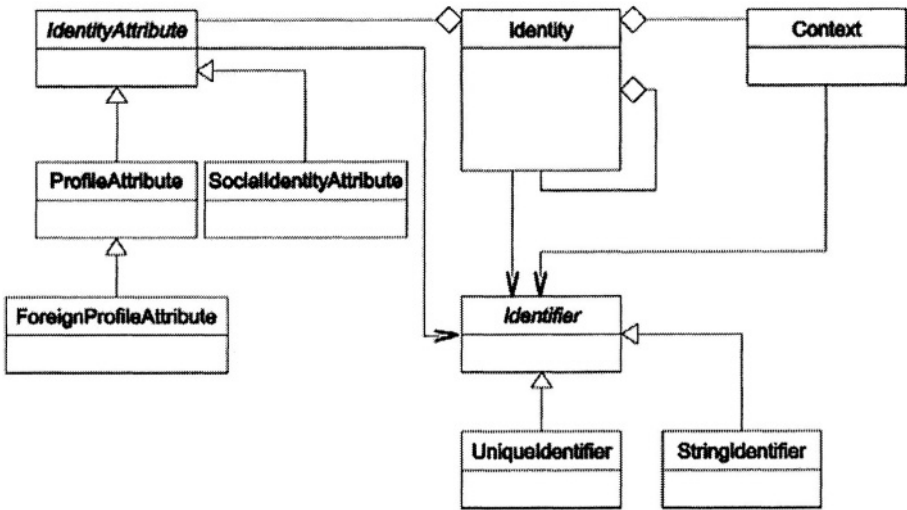 IdentityAttribute
Identity
Context
ProfileAttribute
SocialIdentityAttribute
ForeignProfileAttribute
Identifier
UniqueIdentifier
StringIdentifier